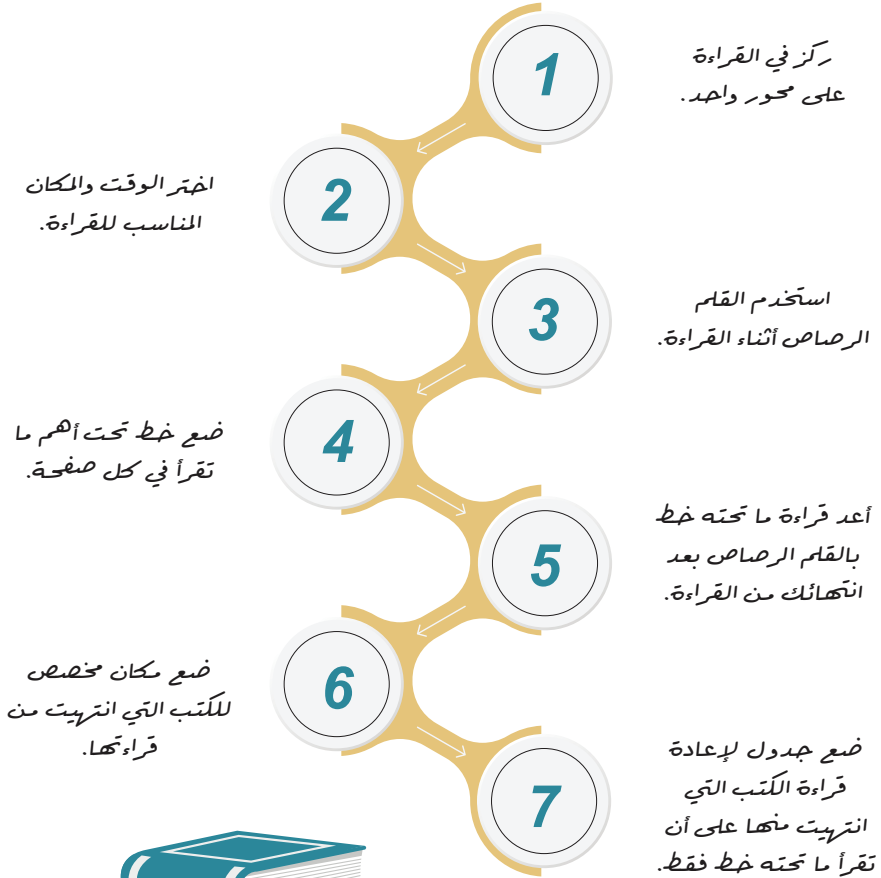 1
ركز في القراءة
على محور واحد.
2
اختر الوقت والمكان
المناسب للقراءة.
3
استخدم القلم
الرصاص أثناء القراءة.
4
ضع خط تحت أهم ما
تقرأ في كل صفحة.
5
أعد قراءة ما تحته خط
بالقلم الرصاص بعد
انتهائك من القراءة.
6
ضع مكان مخصص
للكتب التي انتهيت من
قراءتها.
7
ضع جدول لإعادة
قراءة الكتب التي
انتهيت منها على أن
تقرأ ما تحته خط فقط.